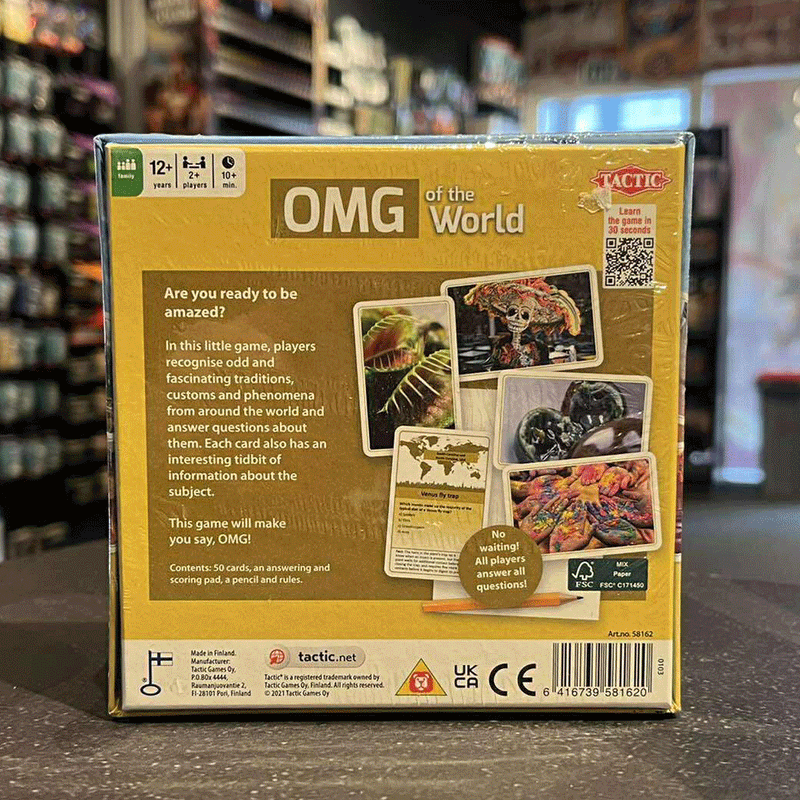 family
12+
years
2+
players
10+
min.
OMG of the World
TACTIC
Learn
the game in
30 seconds
Are you ready to be
amazed?
In this little game, players
recognise odd and
fascinating traditions,
customs and phenomena
from around the world and
answer questions about
them. Each card also has an
interesting tidbit of
information about the
subject.
This game will make
you say, OMG!
Contents: 50 cards, an answering and
scoring pad, a pencil and rules.
Venus fly trap
No
waiting!
All players
answer all
questions!
FSC
MIX
Paper
FSC® C171450
Art.no. 58162
Made in Finland.
Manufacturer:
Tactic Games Oy,
P.O.BOx 4444,
Raumanjuovantie 2,
FI-28101 Pori, Finland
tactic.net
Tactic® is a registered trademark owned by
Tactic Games Oy, Finland. All rights reserved.
© 2021 Tactic Games Oy
UK
CA
CE
6 416739 581620
0103